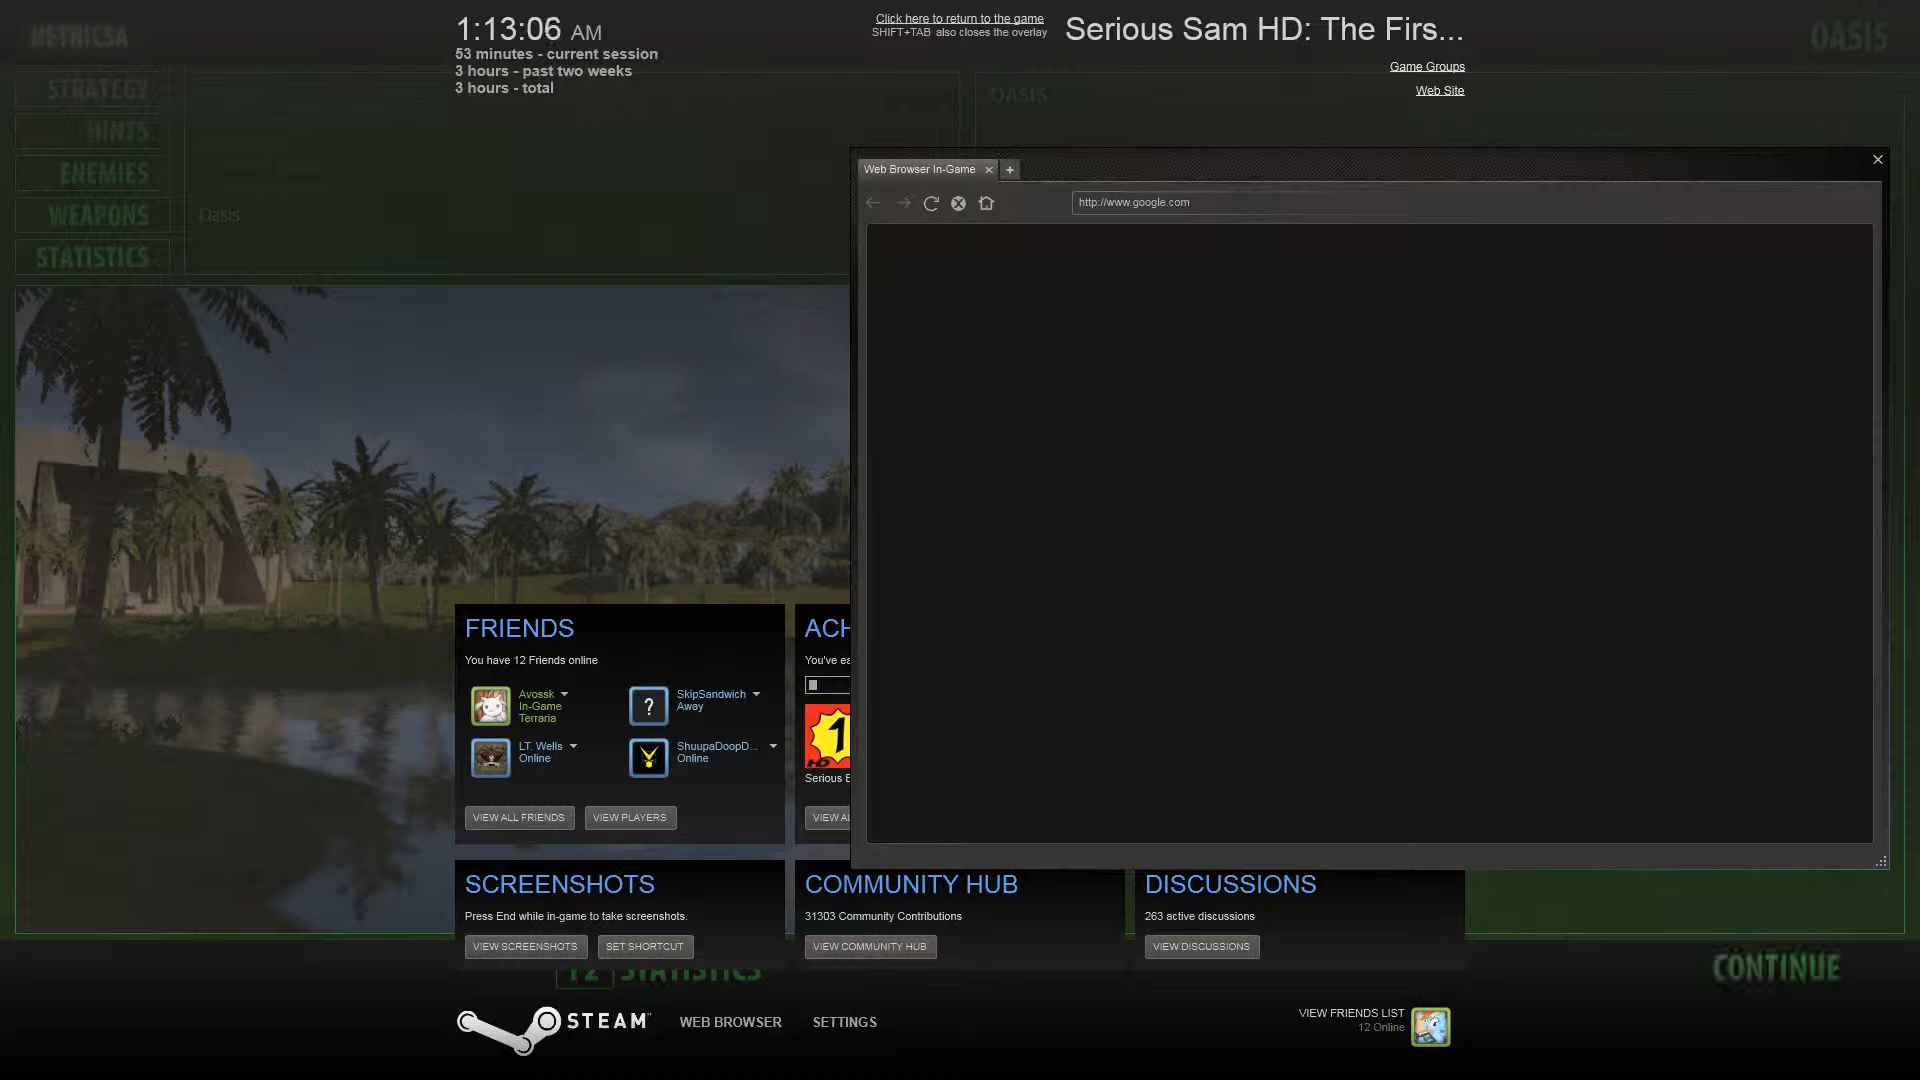 NETRICSA
1:13:06 AM
53 minutes - current session
3 hours - past two weeks
3 hours - total
Click here to return to the game
SHIFT+TAB also closes the overlay
Serious Sam HD: The Firs...
Game Groups
Web Site
OASIS
STRATEGY
HINTS
ENEMIES
WEAPONS
STATISTICS
Oasis
OASIS
Web Browser In-Game
http://www.google.com
FRIENDS
You have 12 Friends online
Avossk
In-Game
Terraria
SkipSandwich
Away
LT. Wells
Online
ShuupaDoopD...
Online
VIEW ALL FRIENDS
VIEW PLAYERS
ACH
You've ea
1
HD
Serious B
VIEW AL
SCREENSHOTS
Press End while in-game to take screenshots.
VIEW SCREENSHOTS
SET SHORTCUT
COMMUNITY HUB
31303 Community Contributions
VIEW COMMUNITY HUB
DISCUSSIONS
263 active discussions
VIEW DISCUSSIONS
12 STATISTICS
CONTINUE
STEAM
WEB BROWSER
SETTINGS
VIEW FRIENDS LIST
12 Online